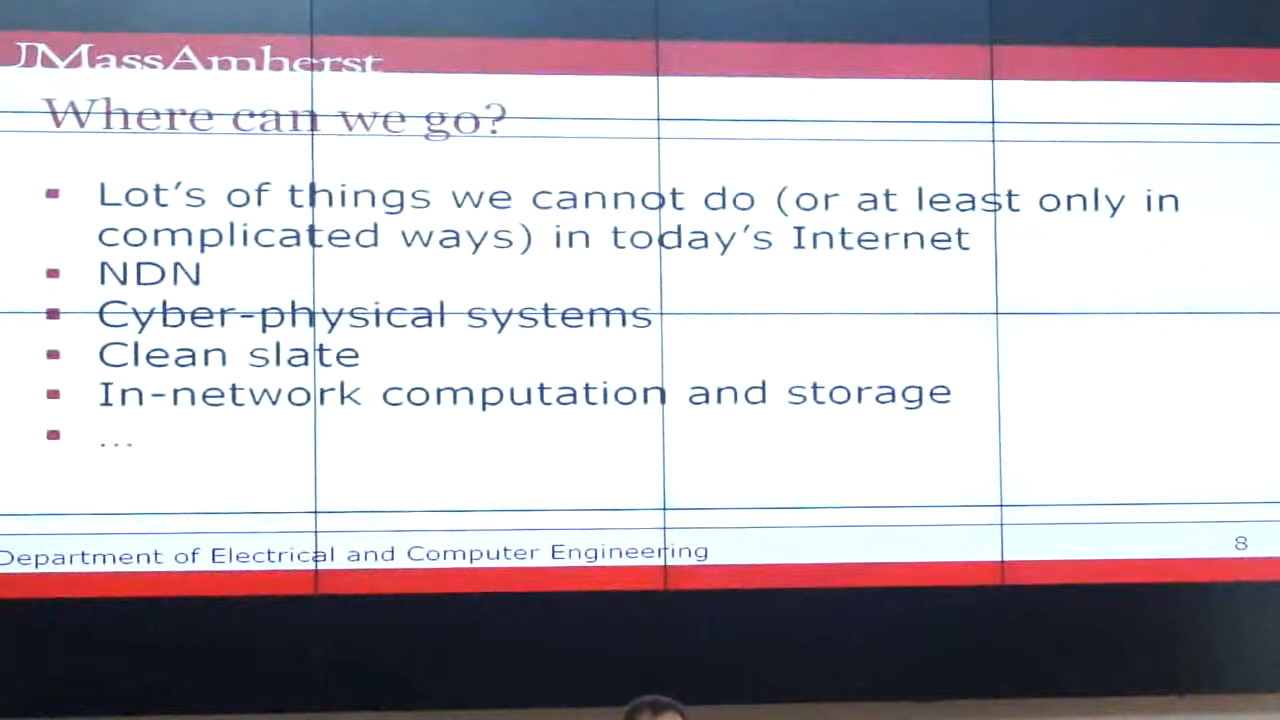 UMassAmherst
Where can we go?
Lot's of things we cannot do (or at least only in
complicated ways) in today's Internet
NDN
Cyber-physical systems
Clean slate
In-network computation and storage
...
Department of Electrical and Computer Engineering
8